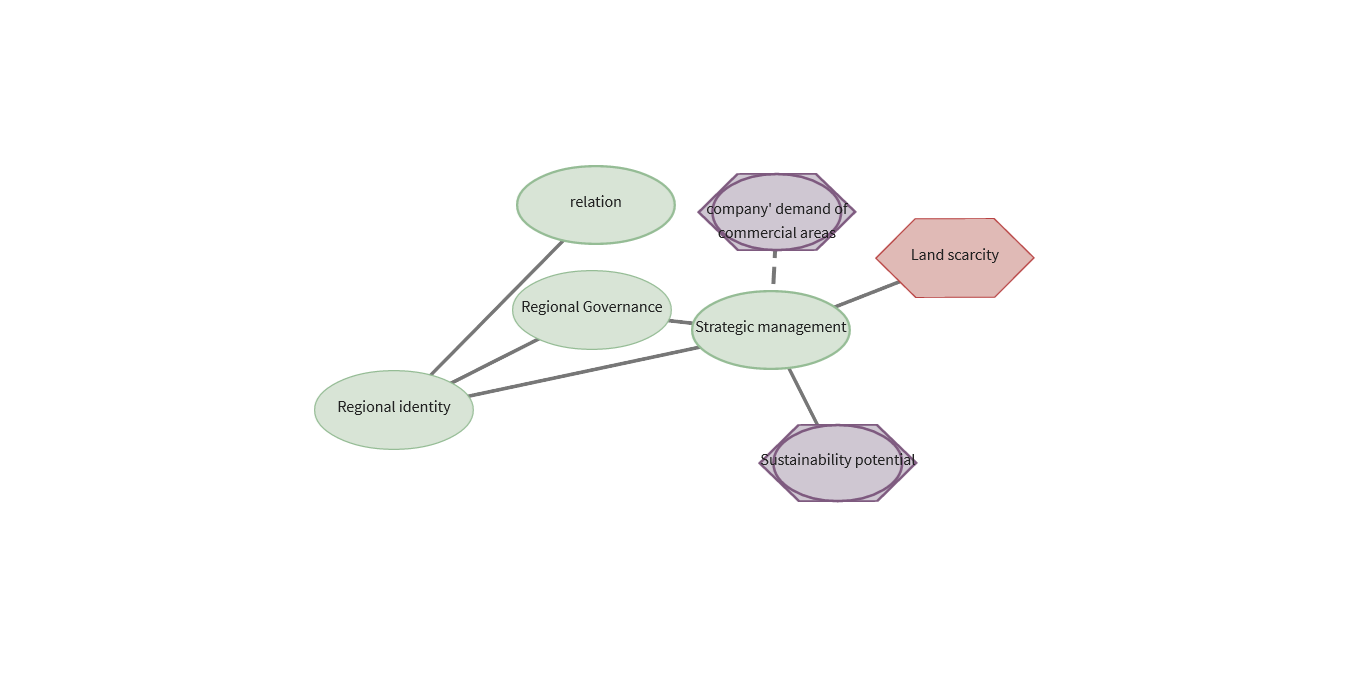 relation
company' demand of
commercial areas
Land scarcity
Regional Governance
Strategic management
Regional identity
Sustainability potential